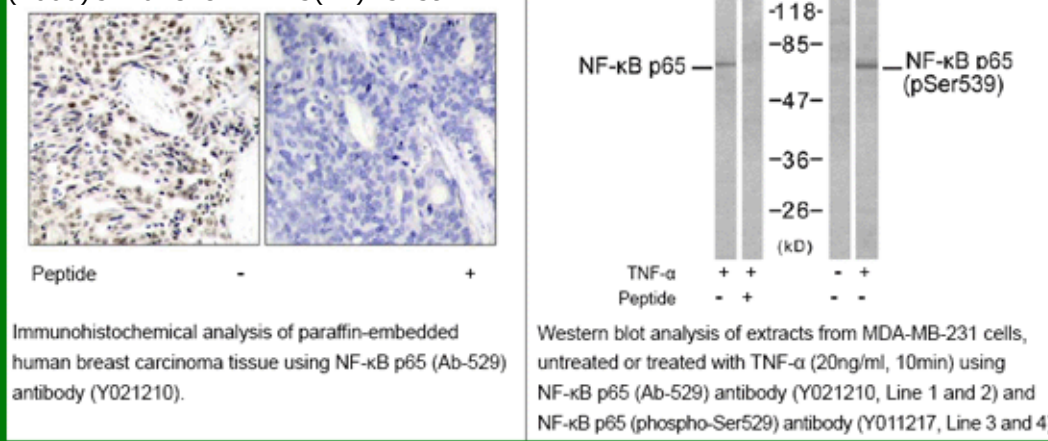 Peptide - +
Immunohistochemical analysis of paraffin-embedded
human breast carcinoma tissue using NF-κB p65 (Ab-529)
antibody (Y021210).
-118-
-85-
NF-κB p65
NF-κB p65
(pSer539)
-47-
-36-
-26-
(kD)
TNF-α + + - +
Peptide - + - -
Western blot analysis of extracts from MDA-MB-231 cells,
untreated or treated with TNF-α (20ng/ml, 10min) using
NF-κB p65 (Ab-529) antibody (Y021210, Line 1 and 2) and
NF-κB p65 (phospho-Ser529) antibody (Y011217, Line 3 and 4